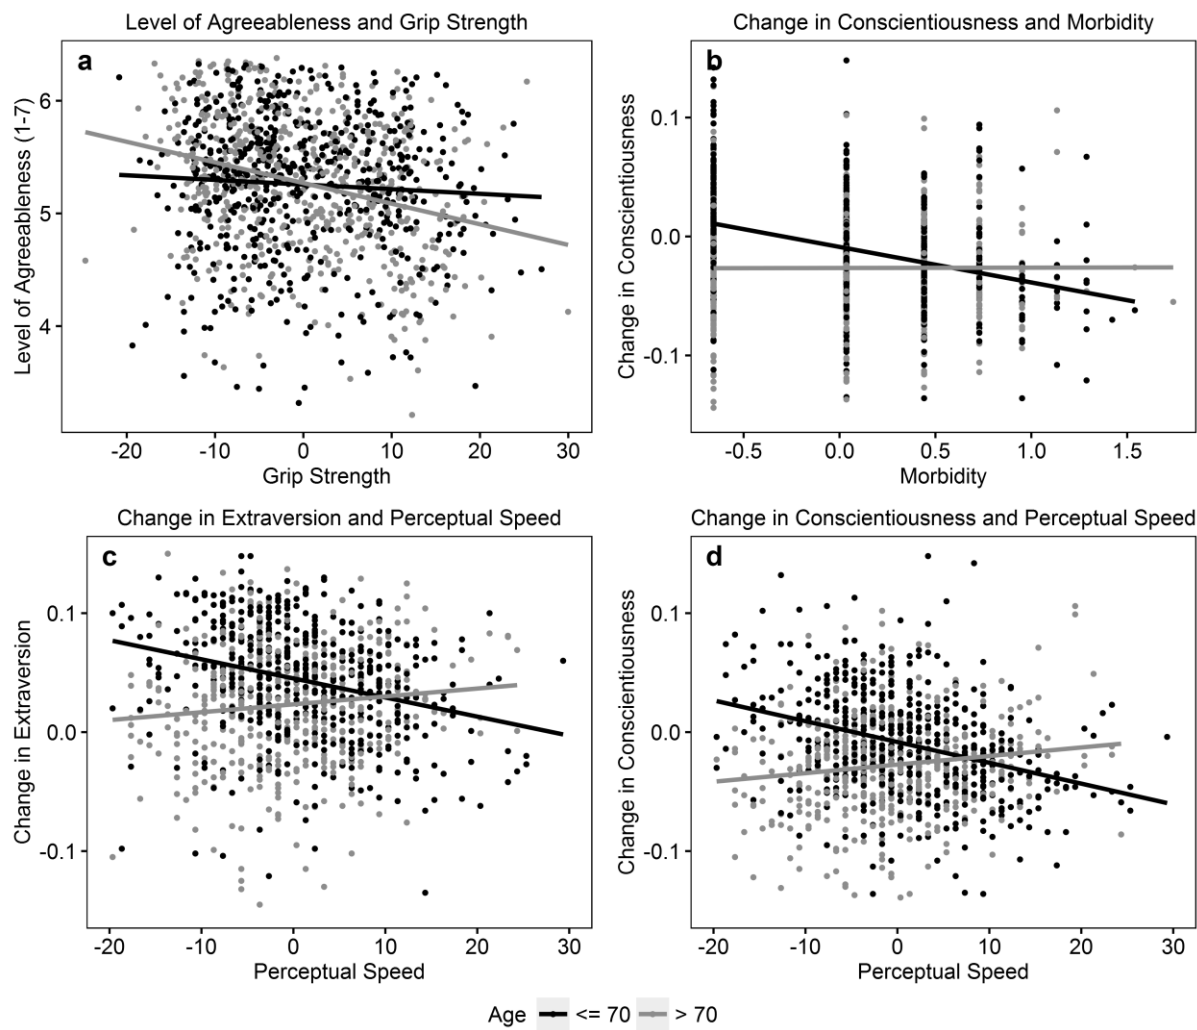 Level of Agreeableness and Grip Strength
a
Level of Agreeableness (1-7)
6
5
4
-20 -10 0 10 20 30
Grip Strength
Change in Conscientiousness and Morbidity
b
Change in Conscientiousness
0.1
0.0
-0.1
-0.5 0.0 0.5 1.0 1.5
Morbidity
Change in Extraversion and Perceptual Speed
c
Change in Extraversion
0.1
0.0
-0.1
-20 -10 0 10 20 30
Perceptual Speed
Change in Conscientiousness and Perceptual Speed
d
Change in Conscientiousness
0.1
0.0
-0.1
-20 -10 0 10 20 30
Perceptual Speed
Age <= 70 > 70